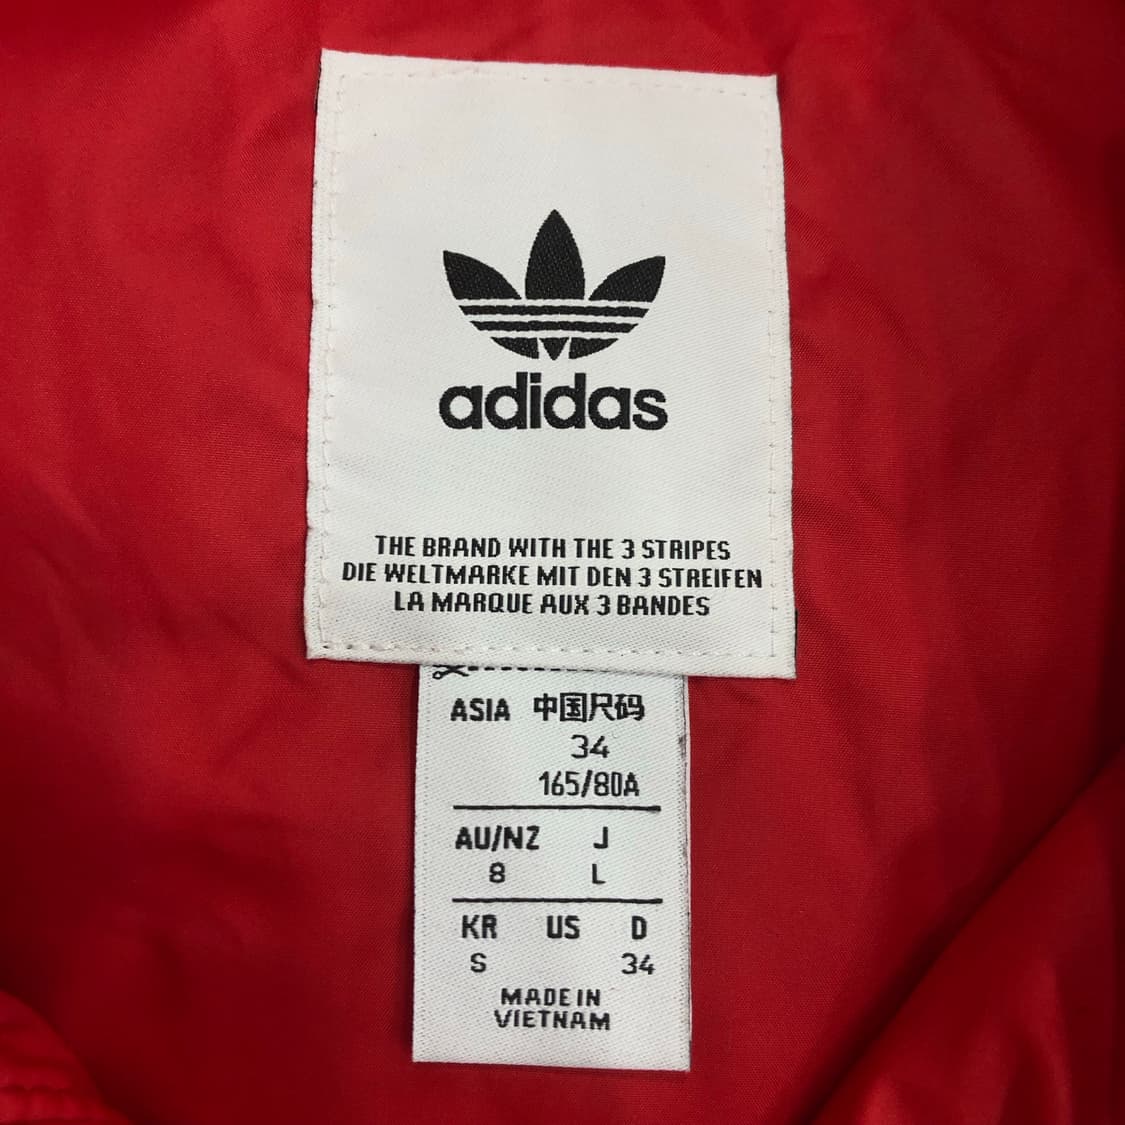 adidas
THE BRAND WITH THE 3 STRIPES
DIE WELTMARKE MIT DEN 3 STREIFEN
LA MARQUE AUX 3 BANDES
ASIA 中国尺码
34
165/80A
AU/NZ J
8 L
KR US D
S 34
MADE IN
VIETNAM